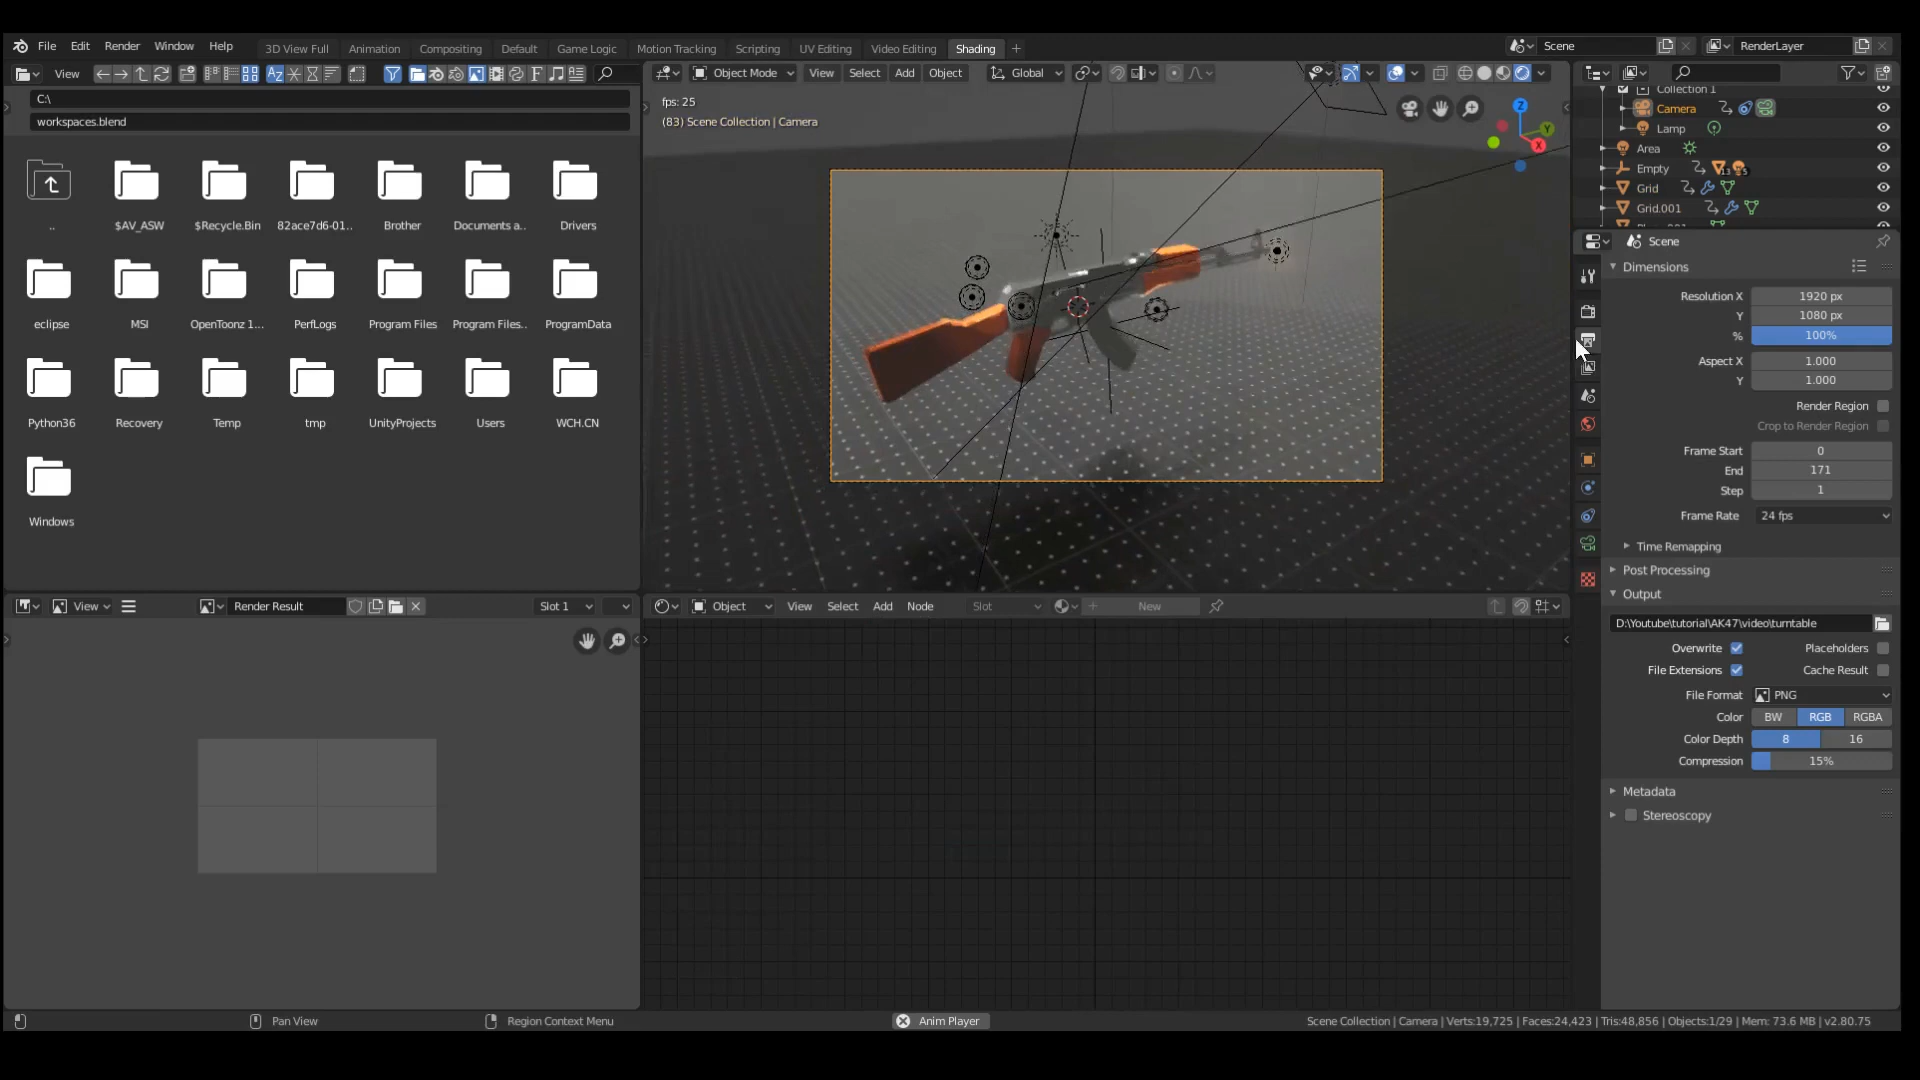 File Edit Render Window Help
3D View Full Animation Compositing Default Game Logic Motion Tracking Scripting UV Editing Video Editing Shading +
Scene RenderLayer
View
Object Mode View Select Add Object Global
C:\
workspaces.blend
fps: 25
(83) Scene Collection | Camera
Z
Y
X
Collection 1
Camera
Lamp
Area
Empty
13 5
Grid
Grid.001
.. $AV_ASW $Recycle.Bin 82ace7d6-01... Brother Documents a.. Drivers
eclipse MSI OpenToonz 1... PerfLogs Program Files Program Files.. ProgramData
Python36 Recovery Temp tmp UnityProjects Users WCH.CN
Windows
Scene
Dimensions
Resolution X 1920 px
Y 1080 px
% 100%
Aspect X 1.000
Y 1.000
Render Region
Crop to Render Region
Frame Start 0
End 171
Step 1
Frame Rate 24 fps
Time Remapping
Post Processing
Output
D:\Youtube\tutorial\AK47\video\turntable
Overwrite Placeholders
File Extensions Cache Result
File Format PNG
Color BW RGB RGBA
Color Depth 8 16
Compression 15%
Metadata
Stereoscopy
View Render Result Slot 1
Object View Select Add Node Slot New
Pan View Region Context Menu Anim Player
Scene Collection | Camera | Verts:19,725 | Faces:24,423 | Tris:48,856 | Objects:1/29 | Mem: 73.6 MB | v2.80.75